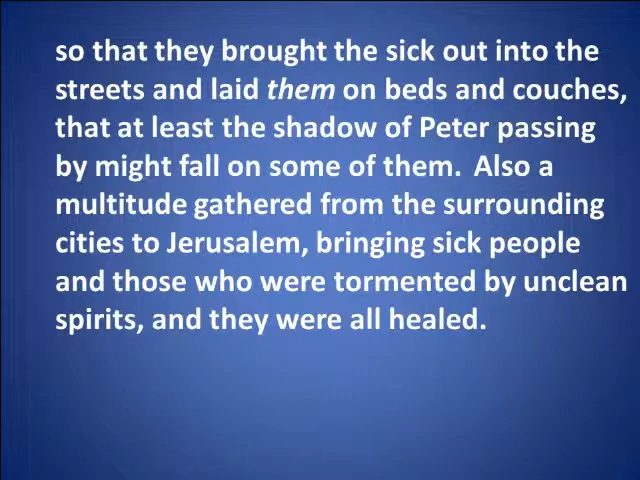 so that they brought the sick out into the
streets and laid them on beds and couches,
that at least the shadow of Peter passing
by might fall on some of them. Also a
multitude gathered from the surrounding
cities to Jerusalem, bringing sick people
and those who were tormented by unclean
spirits, and they were all healed.